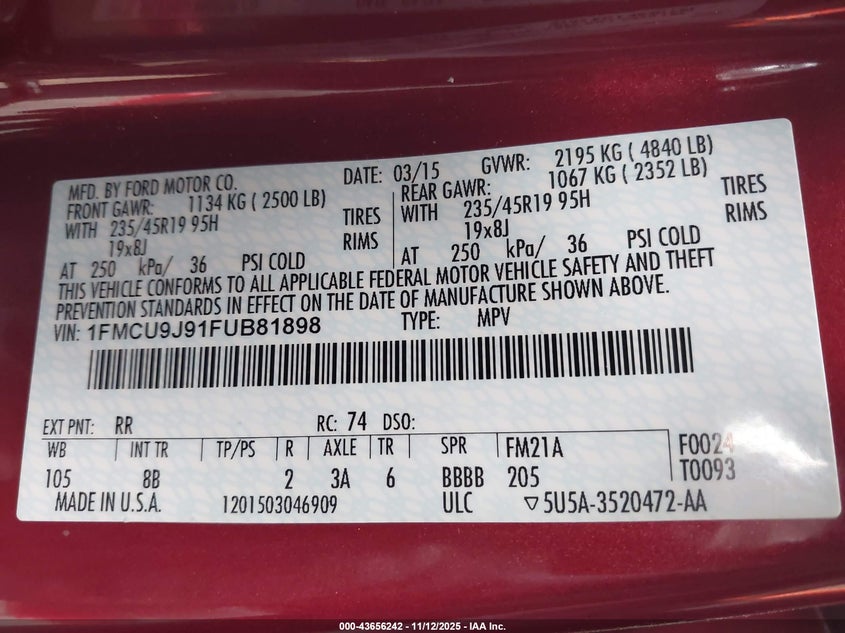 MFD. BY FORD MOTOR CO.
DATE: 03/15 GVWR: 2195 KG ( 4840 LB)
FRONT GAWR: 1134 KG ( 2500 LB)
WITH 235/45R19 95H TIRES
19x8J RIMS
AT 250 kPa/ 36 PSI COLD
REAR GAWR: 1067 KG ( 2352 LB)
WITH 235/45R19 95H TIRES
19x8J RIMS
AT 250 kPa/ 36 PSI COLD
THIS VEHICLE CONFORMS TO ALL APPLICABLE FEDERAL MOTOR VEHICLE SAFETY AND THEFT
PREVENTION STANDARDS IN EFFECT ON THE DATE OF MANUFACTURE SHOWN ABOVE.
VIN: 1FMCU9J91FUB81898 TYPE: MPV
EXT PNT: RR RC: 74 DSO:
WB INT TR TP/PS R AXLE TR SPR FM21A F0024
105 8B 2 3A 6 BBBB 205 T0093
MADE IN U.S.A. 1201503046909 ULC ▽5U5A-3520472-AA
000-43656242 - 11/12/2025 - IAA Inc.